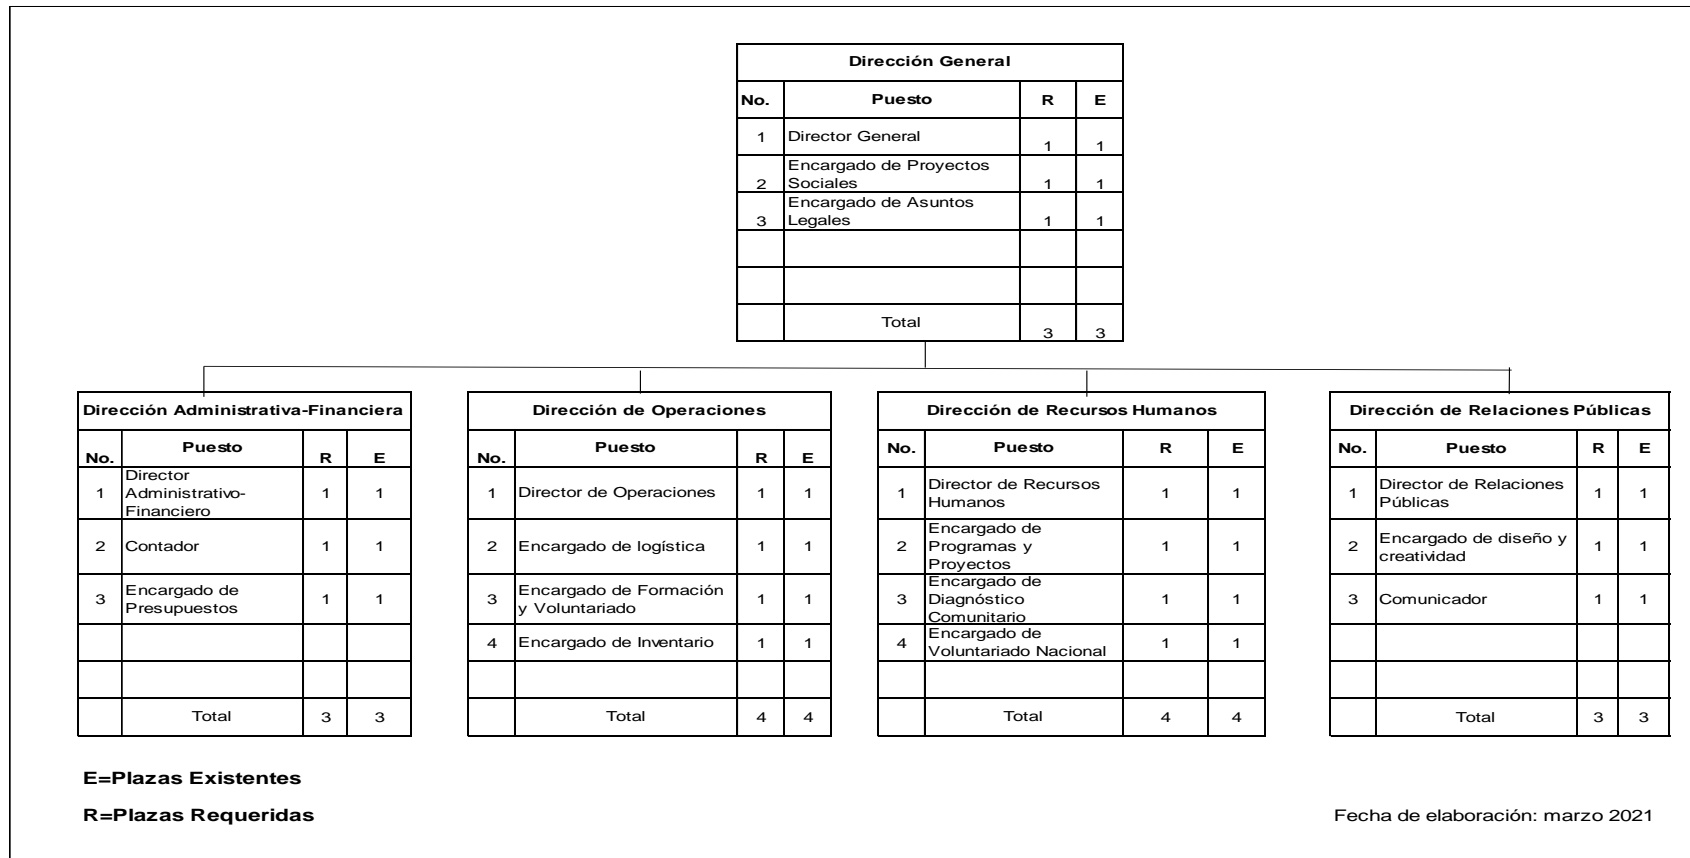 Dirección General
No. Puesto R E
1 Director General 1 1
Encargado de Proyectos
2 Sociales 1 1
Encargado de Asuntos
3 Legales 1 1
Total 3 3
Dirección Administrativa-Financiera
No. Puesto R E
Director
1 Administrativo- 1 1
Financiero
2 Contador 1 1
3 Encargado de 1 1
Presupuestos
Total 3 3
Dirección de Operaciones
No. Puesto R E
1 Director de Operaciones 1 1
2 Encargado de logística 1 1
3 Encargado de Formación 1 1
y Voluntariado
4 Encargado de Inventario 1 1
Total 4 4
Dirección de Recursos Humanos
No. Puesto R E
1 Director de Recursos 1 1
Humanos
Encargado de
2 Programas y 1 1
Proyectos
Encargado de
3 Diagnóstico 1 1
Comunitario
4 Encargado de 1 1
Voluntariado Nacional
Total 4 4
Dirección de Relaciones Públicas
No. Puesto R E
1 Director de Relaciones 1 1
Públicas
2 Encargado de diseño y 1 1
creatividad
3 Comunicador 1 1
Total 3 3
E=Plazas Existentes
R=Plazas Requeridas
Fecha de elaboración: marzo 2021